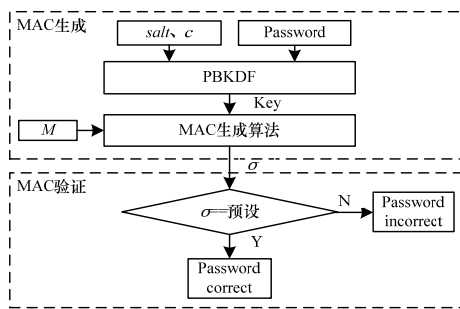 MAC生成
salt、c
Password
PBKDF
Key
M
MAC生成算法
σ
MAC验证
σ==预设
N
Password
incorrect
Y
Password
correct